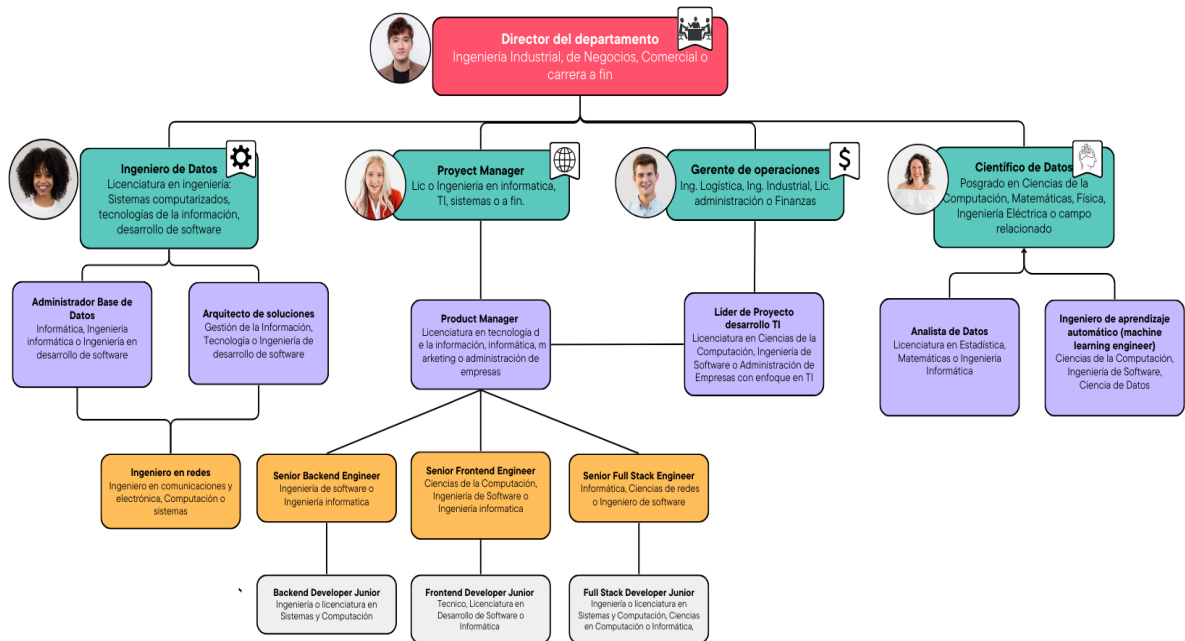 Director del departamento
Ingeniería Industrial, de Negocios, Comercial o
carrera a fin
Ingeniero de Datos
Licenciatura en ingeniería:
Sistemas computarizados,
tecnologías de la información,
desarrollo de software
Proyect Manager
Lic o Ingenieria en informatica,
TI, sistemas o a fin.
Gerente de operaciones
Ing. Logística, Ing. Industrial, Lic.
administración o Finanzas
$
Científico de Datos
Posgrado en Ciencias de la
Computación, Matemáticas, Física,
Ingeniería Eléctrica o campo
relacionado
Administrador Base de
Datos
Informática, Ingeniería
informática o Ingeniería en
desarrollo de software
Arquitecto de soluciones
Gestión de la Información,
Tecnología o Ingeniería de
desarrollo de software
Product Manager
Licenciatura en tecnología d
e la información, informática, m
arketing o administración de
empresas
Líder de Proyecto
desarrollo TI
Licenciatura en Ciencias de la
Computación, Ingeniería de
Software o Administración de
Empresas con enfoque en TI
Analista de Datos
Licenciatura en Estadística,
Matemáticas o Ingeniería
Informática
Ingeniero de aprendizaje
automático (machine
learning engineer)
Ciencias de la Computación,
Ingeniería de Software,
Ciencia de Datos
Ingeniero en redes
Ingeniero en comunicaciones y
electrónica, Computación o
sistemas
Senior Backend Engineer
Ingeniería de software o
Ingeniería informatica
Senior Frontend Engineer
Ciencias de la Computación,
Ingeniería de Software o
Ingeniería informatica
Senior Full Stack Engineer
Informática, Ciencias de redes
o Ingeniero de software
Backend Developer Junior
Ingeniería o licenciatura en
Sistemas y Computación
Frontend Developer Junior
Tecnico, Licenciatura en
Desarrollo de Software o
Informática
Full Stack Developer Junior
Ingeniería o licenciatura en
Sistemas y Computación, Ciencias
en Computación o Informática,